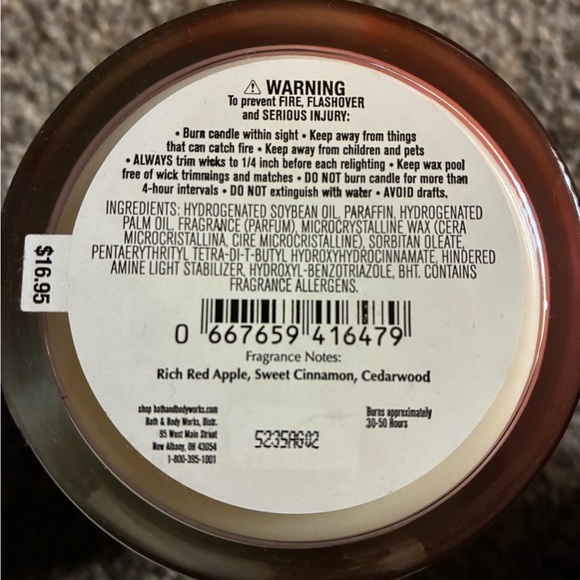 ⚠ WARNING
To prevent FIRE, FLASHOVER
and SERIOUS INJURY:
• Burn candle within sight • Keep away from things
that can catch fire • Keep away from children and pets
• ALWAYS trim wicks to 1/4 inch before each relighting • Keep wax pool
free of wick trimmings and matches • DO NOT burn candle for more than
4-hour intervals • DO NOT extinguish with water • AVOID drafts.
INGREDIENTS: HYDROGENATED SOYBEAN OIL, PARAFFIN, HYDROGENATED
PALM OIL, FRAGRANCE (PARFUM), MICROCRYSTALLINE WAX (CERA
MICROCRISTALLINA, CIRE MICROCRISTALLINE), SORBITAN OLEATE,
PENTAERYTHRITYL TETRA-DI-T-BUTYL HYDROXYHYDROCINNAMATE, HINDERED
AMINE LIGHT STABILIZER, HYDROXYL-BENZOTRIAZOLE, BHT. CONTAINS
FRAGRANCE ALLERGENS.
$16.95
0 667659 416479
Fragrance Notes:
Rich Red Apple, Sweet Cinnamon, Cedarwood
shop bathandbodyworks.com
Bath & Body Works, Distr.
95 West Main Street
New Albany, OH 43054
1-800-395-1001
5235AG02
Burns approximately
30-50 Hours